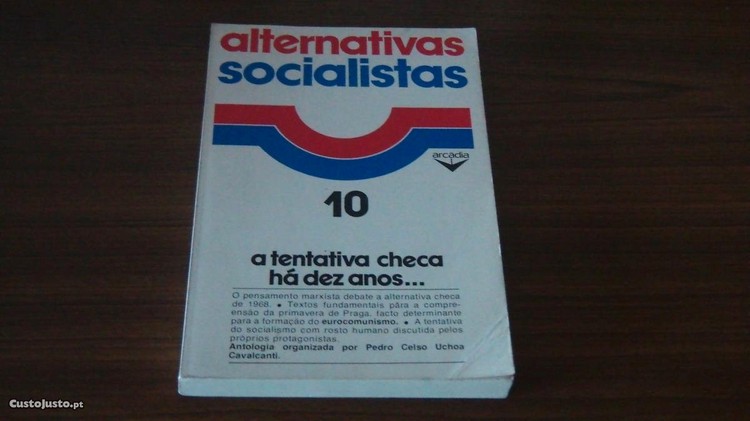 alternativas
socialistas
arcádia
10
a tentativa checa
há dez anos...
O pensamento marxista debate a alternativa checa
de 1968. • Textos fundamentais pára a compre-
ensão da primavera de Praga, facto determinante
para a formação do eurocomunismo. • A tentativa
do socialismo com rosto humano discutida pelos
próprios protagonistas.
Antologia organizada por Pedro Celso Uchoa
Cavalcanti.
CustoJusto.pt